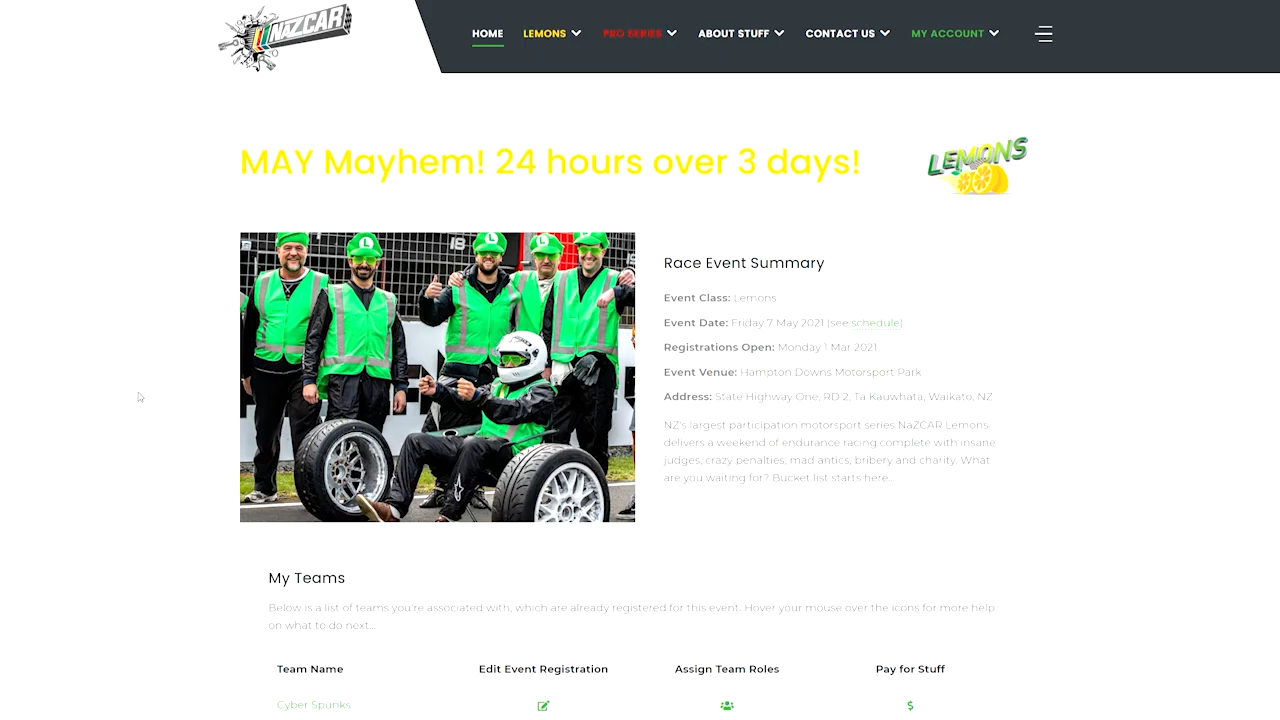 NAZCAR
HOME
LEMONS
PRO SERIES
ABOUT STUFF
CONTACT US
MY ACCOUNT
MAY Mayhem! 24 hours over 3 days!
LEMONS
L
L
L
18
Race Event Summary
Event Class: Lemons
Event Date: Friday 7 May 2021 (see schedule)
Registrations Open: Monday 1 Mar 2021
Event Venue: Hampton Downs Motorsport Park
Address: State Highway One, RD 2, Ta Kauwhata, Waikato, NZ
NZ's largest participation motorsport series NaZCAR Lemons
delivers a weekend of endurance racing complete with insane
judges, crazy penalties, mad antics, bribery and charity. What
are you waiting for? Bucket list starts here...
My Teams
Below is a list of teams you're associated with, which are already registered for this event. Hover your mouse over the icons for more help
on what to do next...
Team Name Edit Event Registration Assign Team Roles Pay for Stuff
Cyber Spunks $